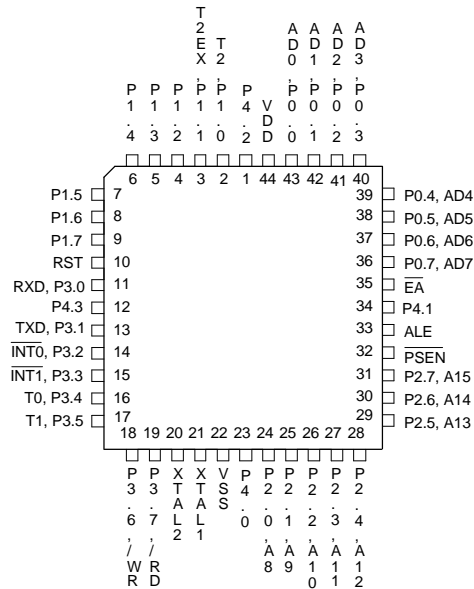 P1.4
P1.3
P1.2
T2EX,P1.1
T2,P1.0
P4.2
VDD
AD0,P0.0
AD1,P0.1
AD2,P0.2
AD3,P0.3
6 5 4 3 2 1 44 43 42 41 40
P1.5 7
P1.6 8
P1.7 9
RST 10
RXD, P3.0 11
P4.3 12
TXD, P3.1 13
INT0, P3.2 14
INT1, P3.3 15
T0, P3.4 16
T1, P3.5 17
39 P0.4, AD4
38 P0.5, AD5
37 P0.6, AD6
36 P0.7, AD7
35 EA
34 P4.1
33 ALE
32 PSEN
31 P2.7, A15
30 P2.6, A14
29 P2.5, A13
18 19 20 21 22 23 24 25 26 27 28
P3.6,/WR
P3.7,/RD
XTAL2
XTAL1
VSS
P4.0
P2.0,A8
P2.1,A9
P2.2,A10
P2.3,A11
P2.4,A12